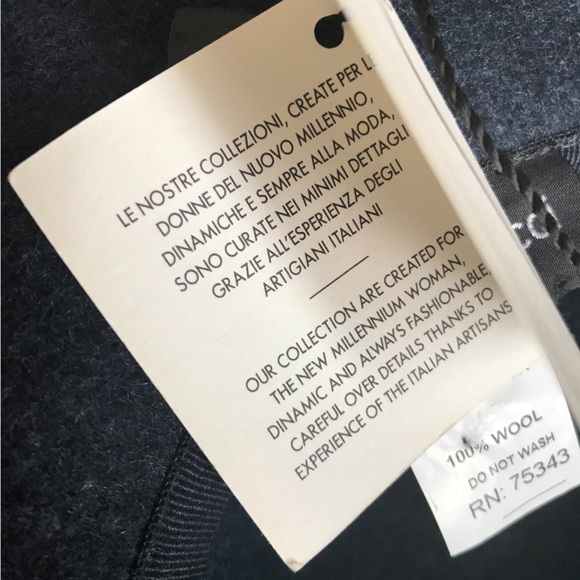 LE NOSTRE COLLEZIONI, CREATE PER LE
DONNE DEL NUOVO MILLENNIO,
DINAMICHE E SEMPRE ALLA MODA,
SONO CURATE NEI MINIMI DETTAGLI
GRAZIE ALL'ESPERIENZA DEGLI
ARTIGIANI ITALIANI
OUR COLLECTION ARE CREATED FOR
THE NEW MILLENNIUM WOMAN,
DINAMIC AND ALWAYS FASHIONABLE,
CAREFUL OVER DETAILS THANKS TO
EXPERIENCE OF THE ITALIAN ARTISANS
100% WOOL
DO NOT WASH
RN: 75343